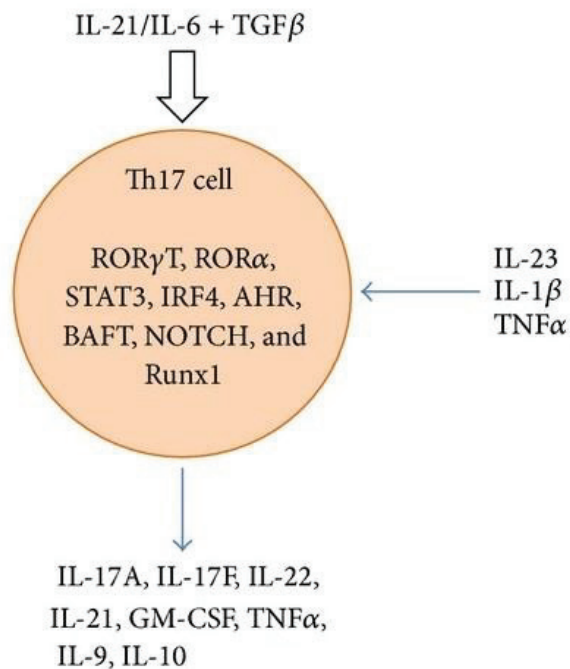 IL-21/IL-6 + TGFβ
Th17 cell
RORγT, RORα,
STAT3, IRF4, AHR,
BAFT, NOTCH, and
Runx1
IL-23
IL-1β
TNFα
IL-17A, IL-17F, IL-22,
IL-21, GM-CSF, TNFα,
IL-9, IL-10